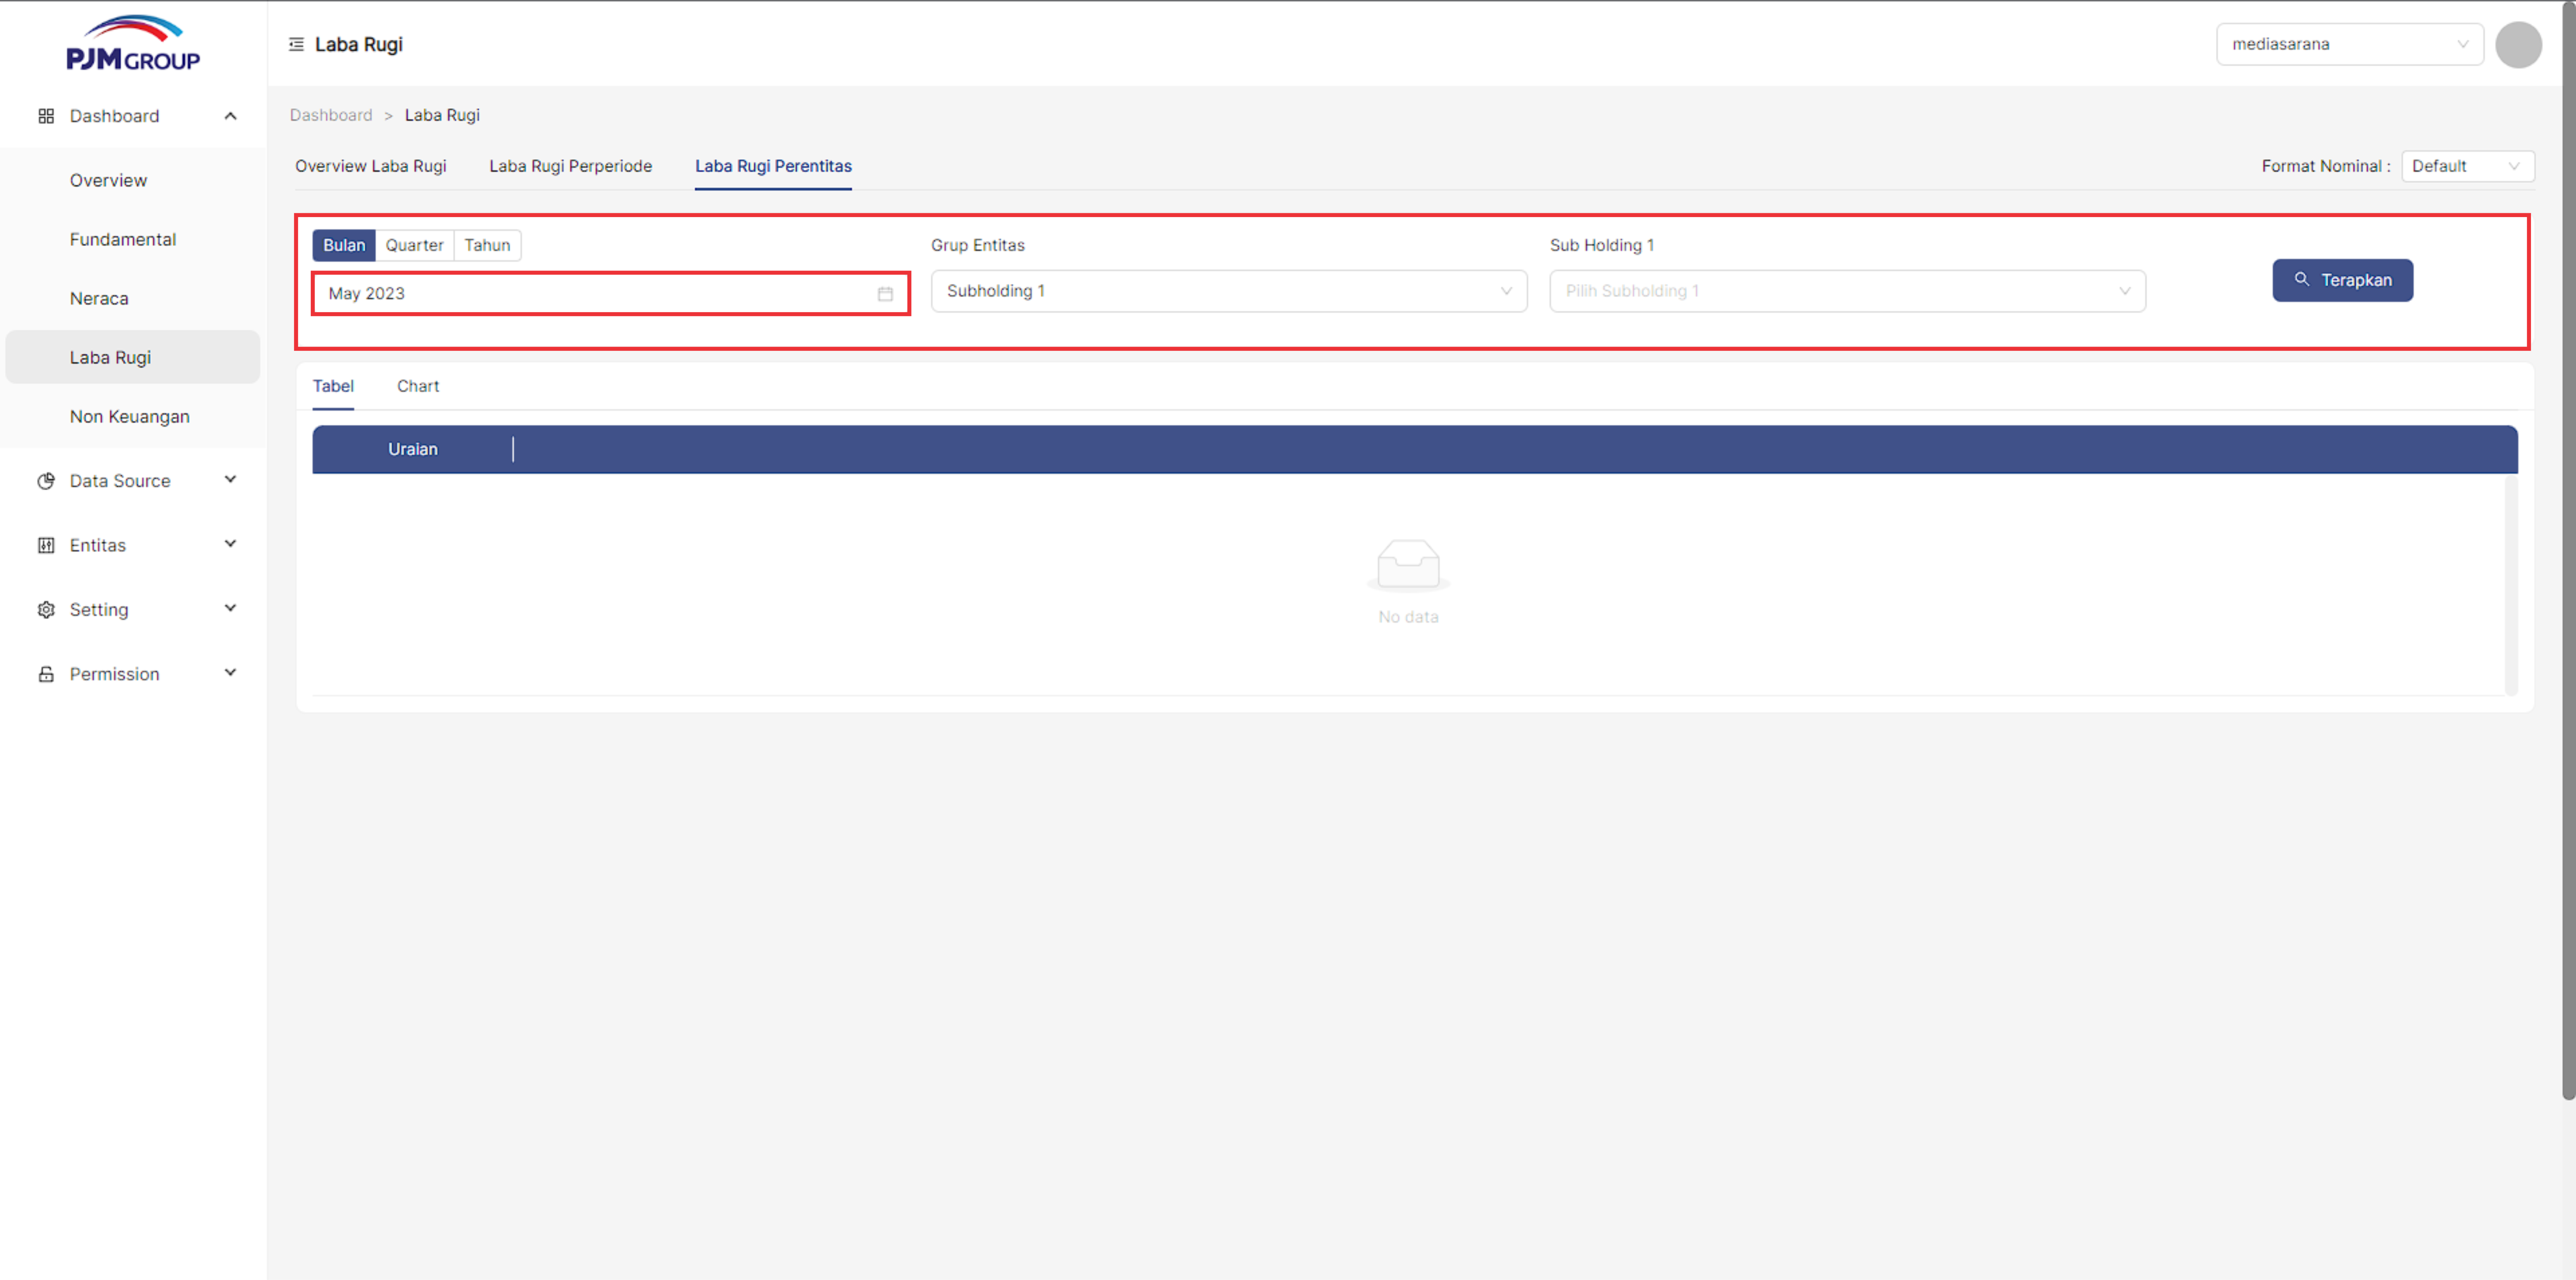 PJM GROUP
Laba Rugi
mediasarana
Dashboard
Overview
Fundamental
Neraca
Laba Rugi
Non Keuangan
Data Source
Entitas
Setting
Permission
Dashboard > Laba Rugi
Overview Laba Rugi Laba Rugi Perperiode Laba Rugi Perentitas
Format Nominal : Default
Bulan Quarter Tahun
May 2023
Grup Entitas
Subholding 1
Sub Holding 1
Pilih Subholding 1
Terapkan
Tabel Chart
Uraian
No data